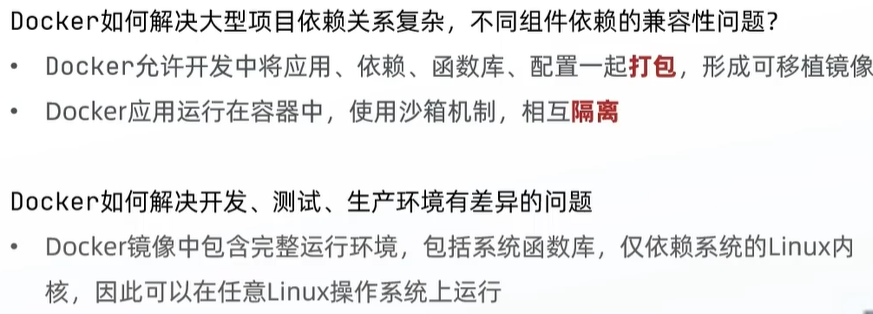 Docker如何解决大型项目依赖关系复杂，不同组件依赖的兼容性问题？
• Docker允许开发中将应用、依赖、函数库、配置一起打包，形成可移植镜像
• Docker应用运行在容器中，使用沙箱机制，相互隔离
Docker如何解决开发、测试、生产环境有差异的问题
• Docker镜像中包含完整运行环境，包括系统函数库，仅依赖系统的Linux内
核，因此可以在任意Linux操作系统上运行